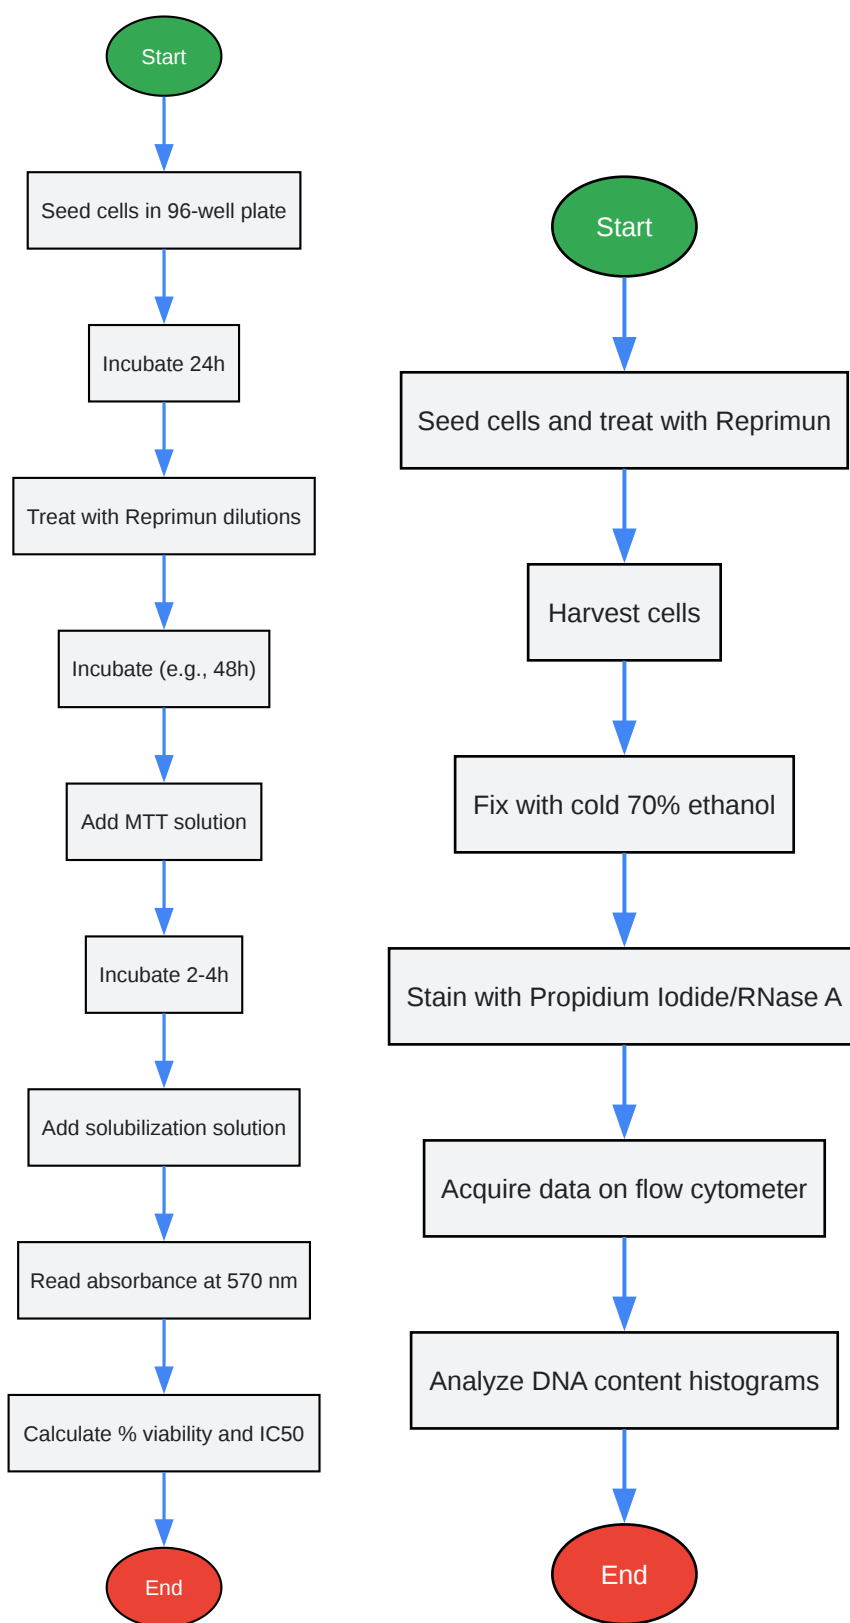 Start
Seed cells in 96-well plate
Incubate 24h
Treat with Reprimun dilutions
Incubate (e.g., 48h)
Add MTT solution
Incubate 2-4h
Add solubilization solution
Read absorbance at 570 nm
Calculate % viability and IC50
End
Start
Seed cells and treat with Reprimun
Harvest cells
Fix with cold 70% ethanol
Stain with Propidium Iodide/RNase A
Acquire data on flow cytometer
Analyze DNA content histograms
End